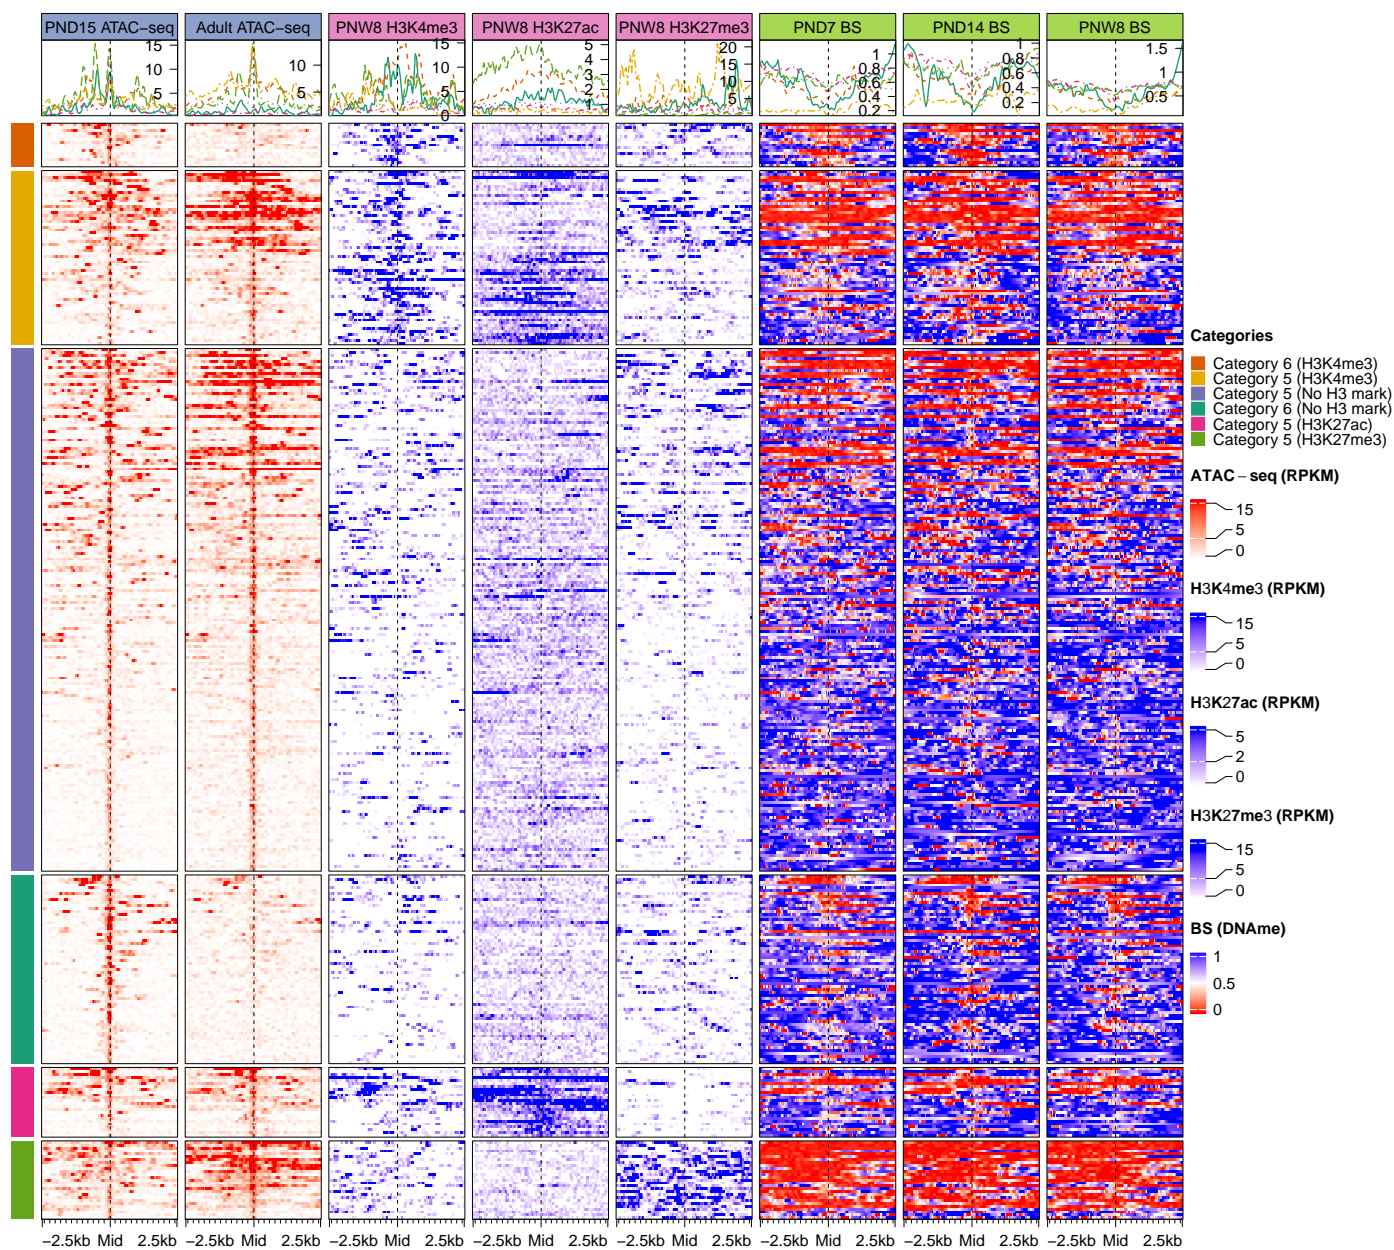 PND15 ATAC−seq
Adult ATAC−seq
PNW8 H3K4me3
PNW8 H3K27ac
PNW8 H3K27me3
PND7 BS
PND14 BS
PNW8 BS
15
10
5
10
5
15
10
5
0
5
4
3
2
1
20
15
10
5
1
0.8
0.6
0.4
0.2
1
0.8
0.6
0.4
0.2
1.5
1
0.5
Categories
Category 6 (H3K4me3)
Category 5 (H3K4me3)
Category 5 (No H3 mark)
Category 6 (No H3 mark)
Category 5 (H3K27ac)
Category 5 (H3K27me3)
ATAC−seq (RPKM)
15
5
0
H3K4me3 (RPKM)
15
5
0
H3K27ac (RPKM)
5
2
0
H3K27me3 (RPKM)
15
5
0
BS (DNAme)
1
0.5
0
−2.5kb Mid 2.5kb
−2.5kb Mid 2.5kb
−2.5kb Mid 2.5kb
−2.5kb Mid 2.5kb
−2.5kb Mid 2.5kb
−2.5kb Mid 2.5kb
−2.5kb Mid 2.5kb
−2.5kb Mid 2.5kb